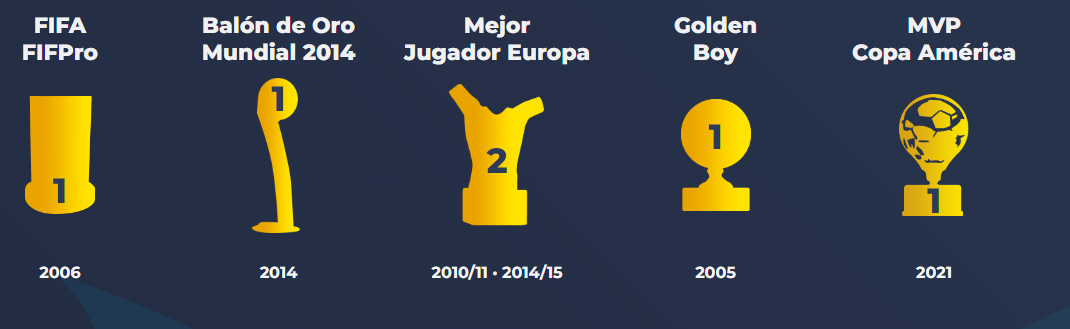 FIFA
FIFPro
1
2006
Balón de Oro
Mundial 2014
1
2014
Mejor
Jugador Europa
2
2010/11 · 2014/15
Golden
Boy
1
2005
MVP
Copa América
1
2021